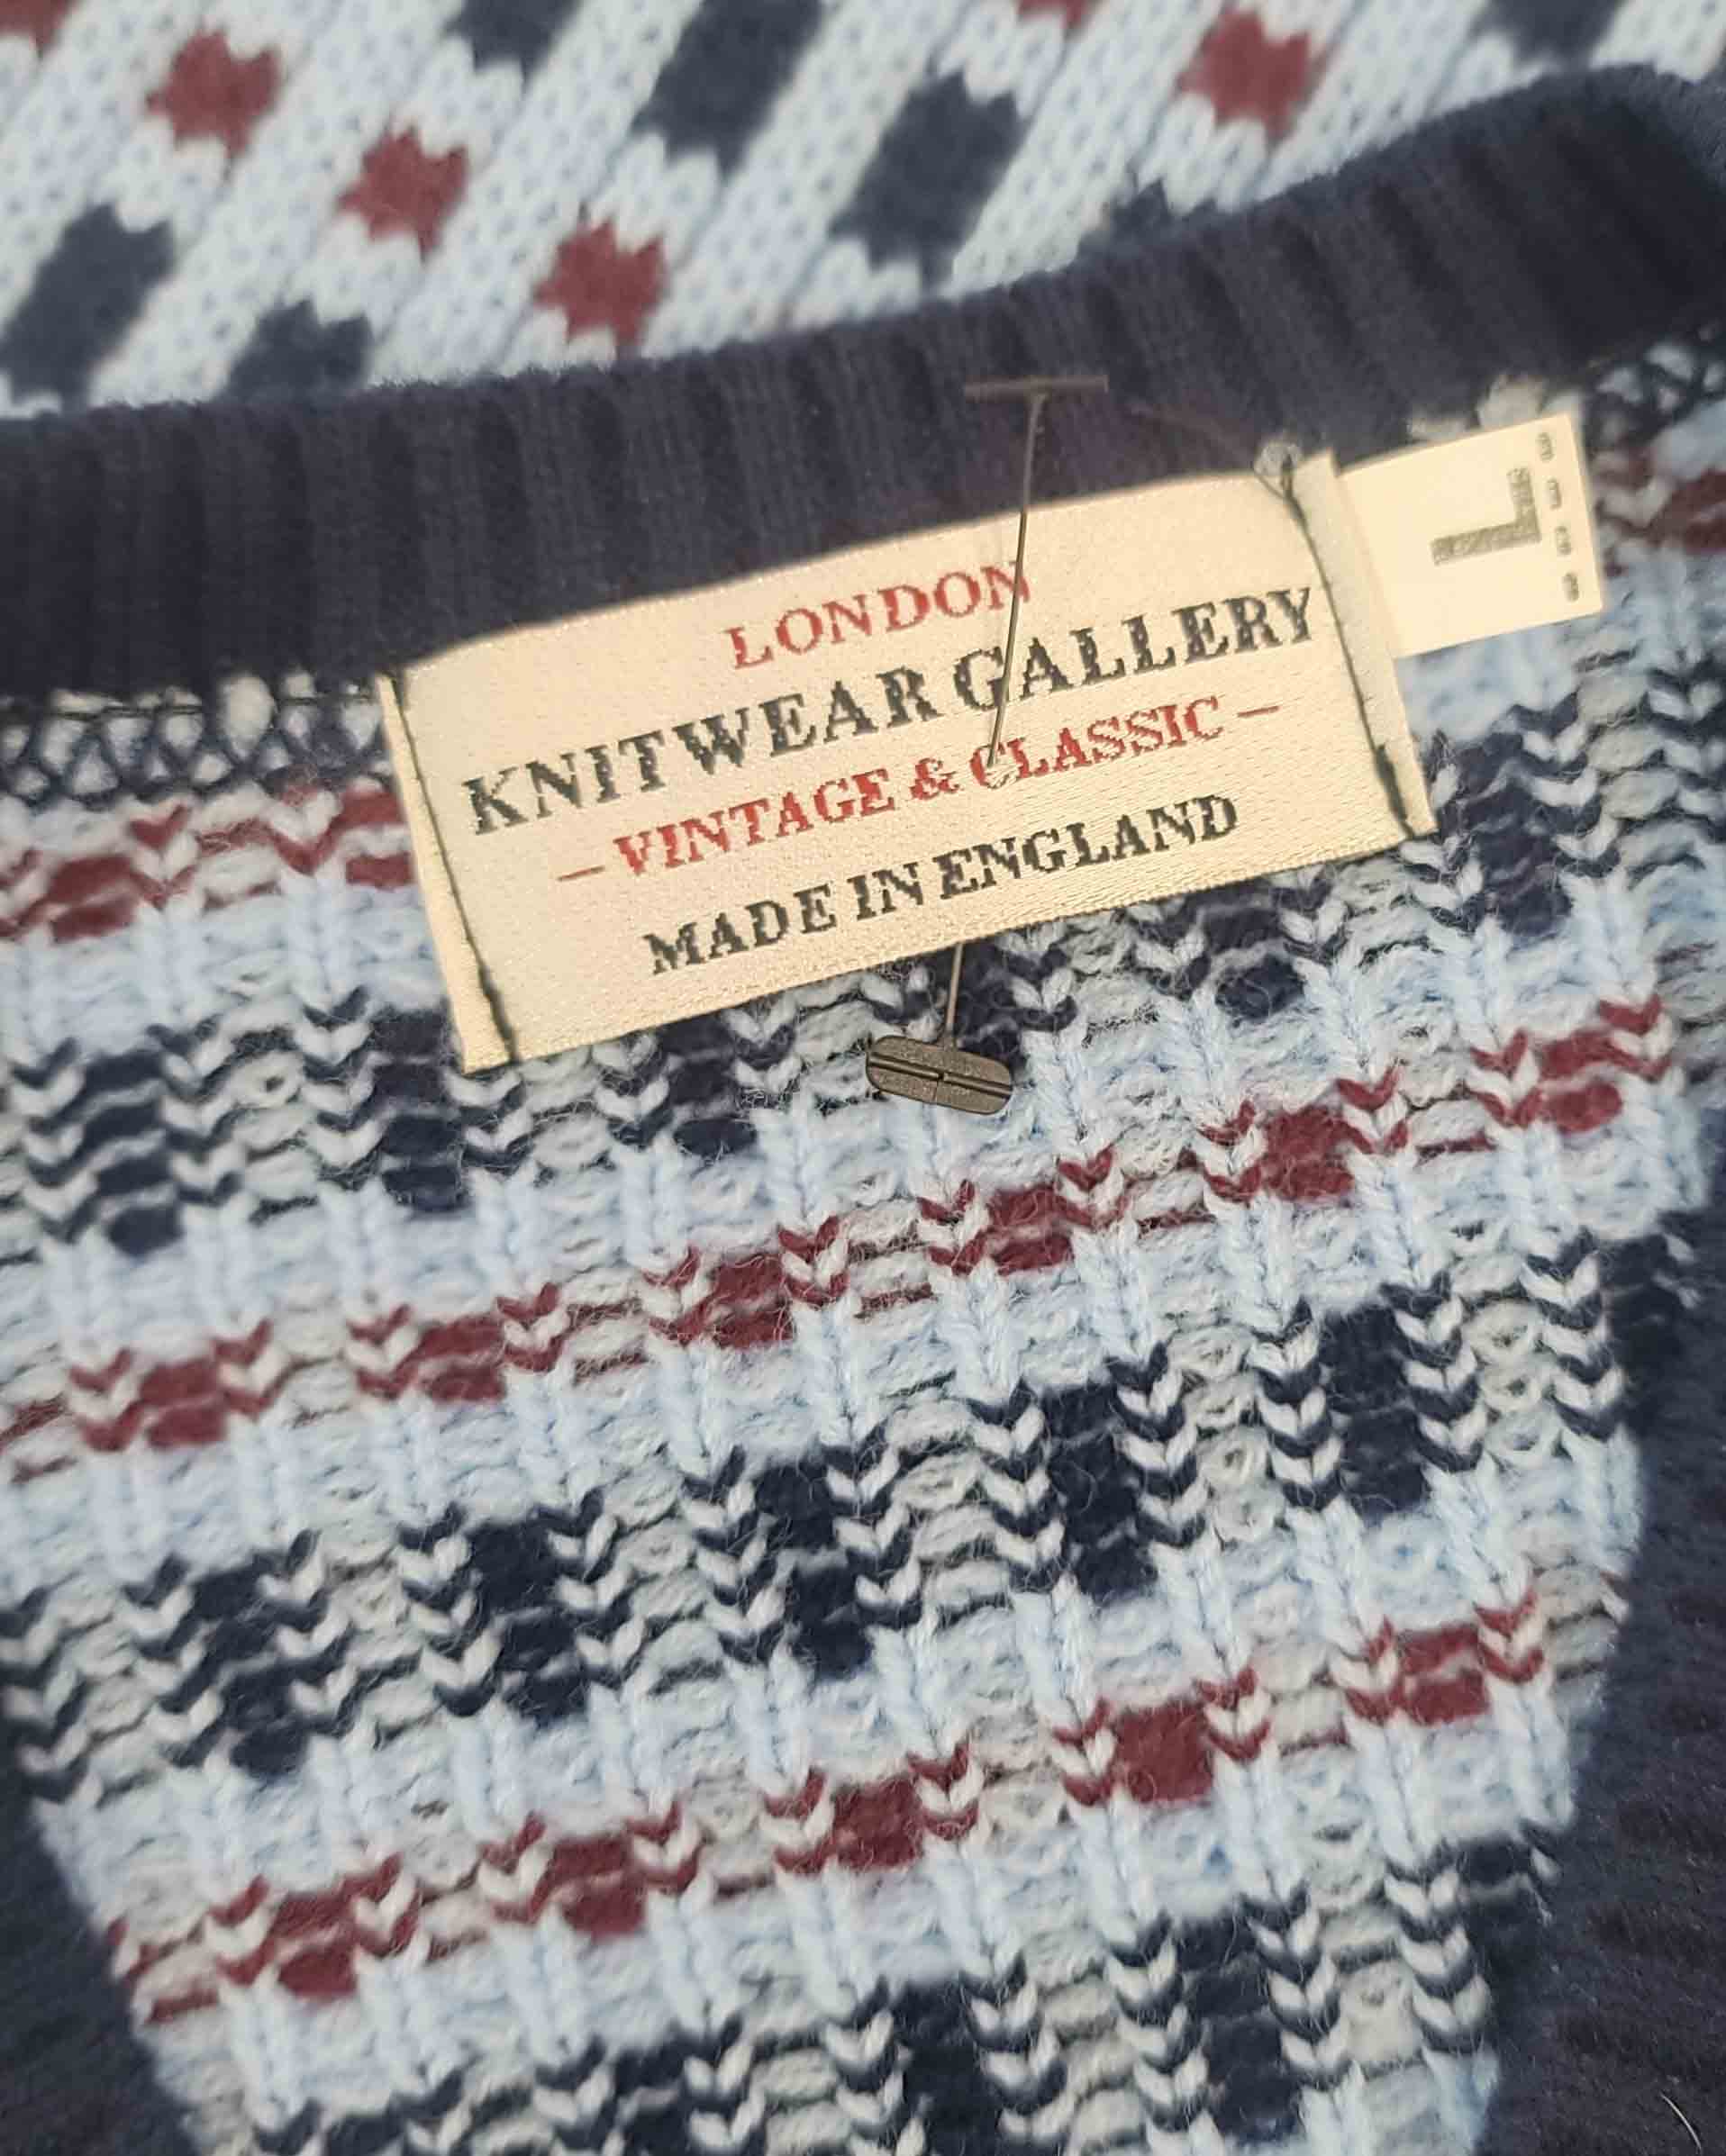 LONDON
KNITWEAR GALLERY
– VINTAGE & CLASSIC –
MADE IN ENGLAND
L